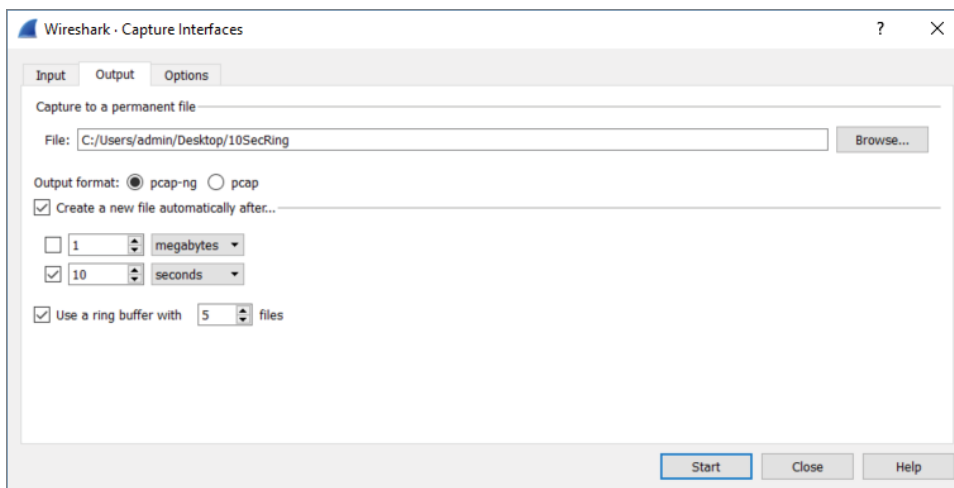 Wireshark · Capture Interfaces
?
Input Output Options
Capture to a permanent file
File: C:/Users/admin/Desktop/10SecRing Browse...
Output format: pcap-ng pcap
Create a new file automatically after...
1 megabytes
10 seconds
Use a ring buffer with 5 files
Start Close Help